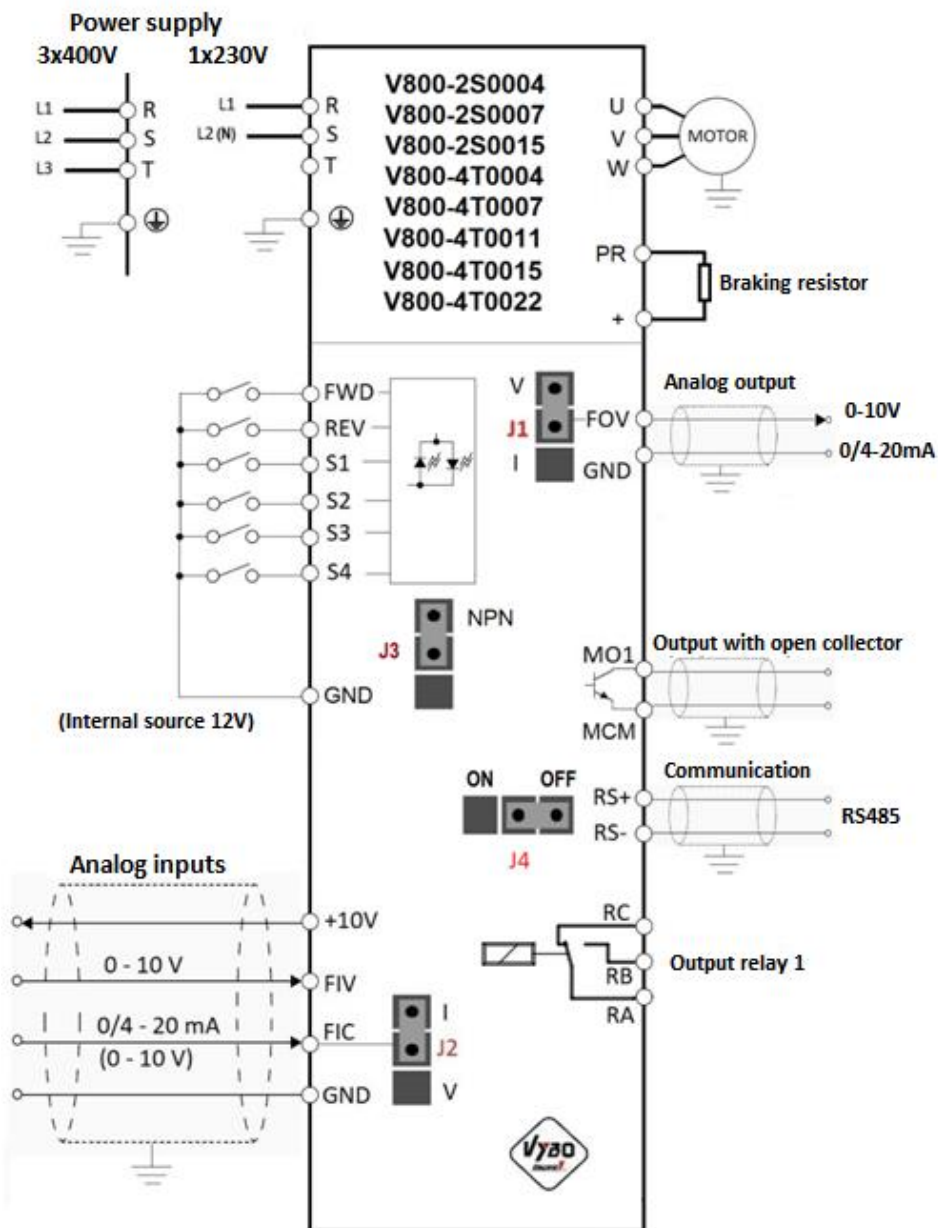 Power supply
3x400V
1x230V
L1
R
L2
S
L3
T
L1
R
L2 (N)
S
T
V800-2S0004
V800-2S0007
V800-2S0015
V800-4T0004
V800-4T0007
V800-4T0011
V800-4T0015
V800-4T0022
U
V
W
MOTOR
PR
+
Braking resistor
FWD
REV
S1
S2
S3
S4
V
J1
I
FOV
GND
Analog output
0-10V
0/4-20mA
NPN
J3
GND
(Internal source 12V)
MO1
MCM
Output with open collector
ON
OFF
J4
RS+
RS-
Communication
RS485
Analog inputs
+10V
0 - 10 V
FIV
0/4 - 20 mA
(0 - 10 V)
FIC
GND
I
J2
V
RC
RB
RA
Output relay 1
VYBO